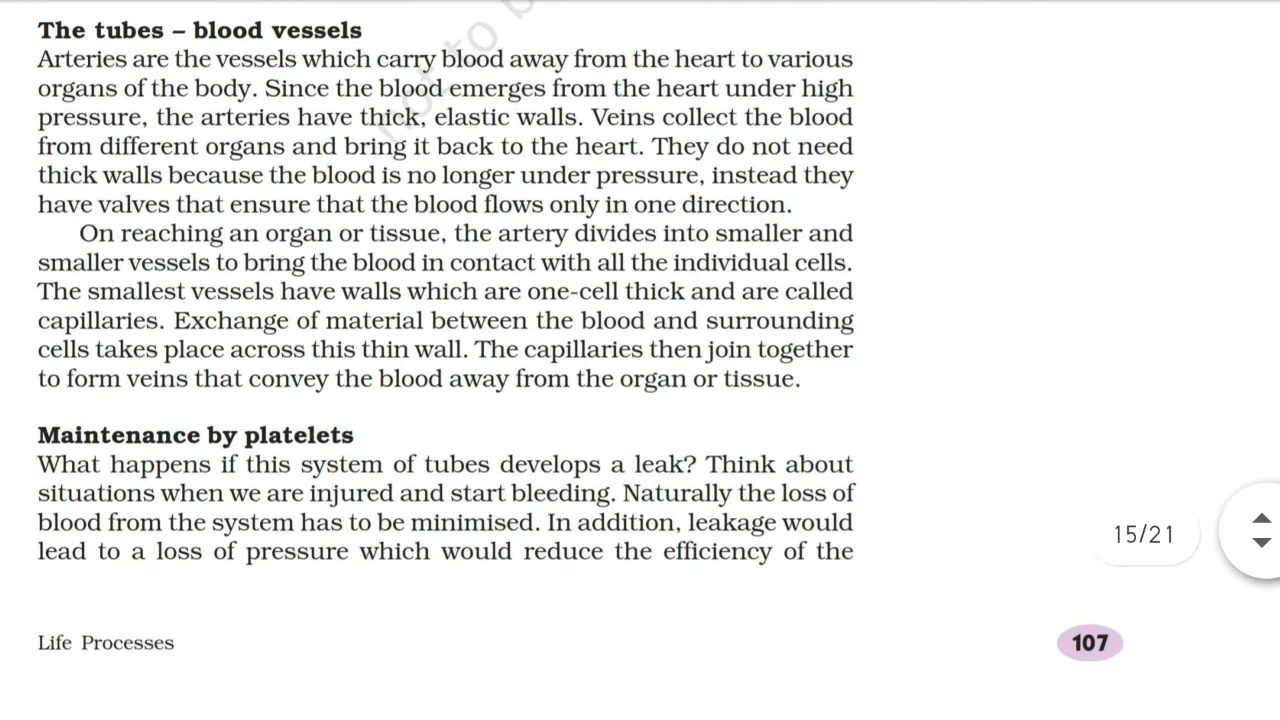 The tubes – blood vessels
Arteries are the vessels which carry blood away from the heart to various
organs of the body. Since the blood emerges from the heart under high
pressure, the arteries have thick, elastic walls. Veins collect the blood
from different organs and bring it back to the heart. They do not need
thick walls because the blood is no longer under pressure, instead they
have valves that ensure that the blood flows only in one direction.
On reaching an organ or tissue, the artery divides into smaller and
smaller vessels to bring the blood in contact with all the individual cells.
The smallest vessels have walls which are one-cell thick and are called
capillaries. Exchange of material between the blood and surrounding
cells takes place across this thin wall. The capillaries then join together
to form veins that convey the blood away from the organ or tissue.
Maintenance by platelets
What happens if this system of tubes develops a leak? Think about
situations when we are injured and start bleeding. Naturally the loss of
blood from the system has to be minimised. In addition, leakage would
lead to a loss of pressure which would reduce the efficiency of the
15/21
Life Processes
107
not to b